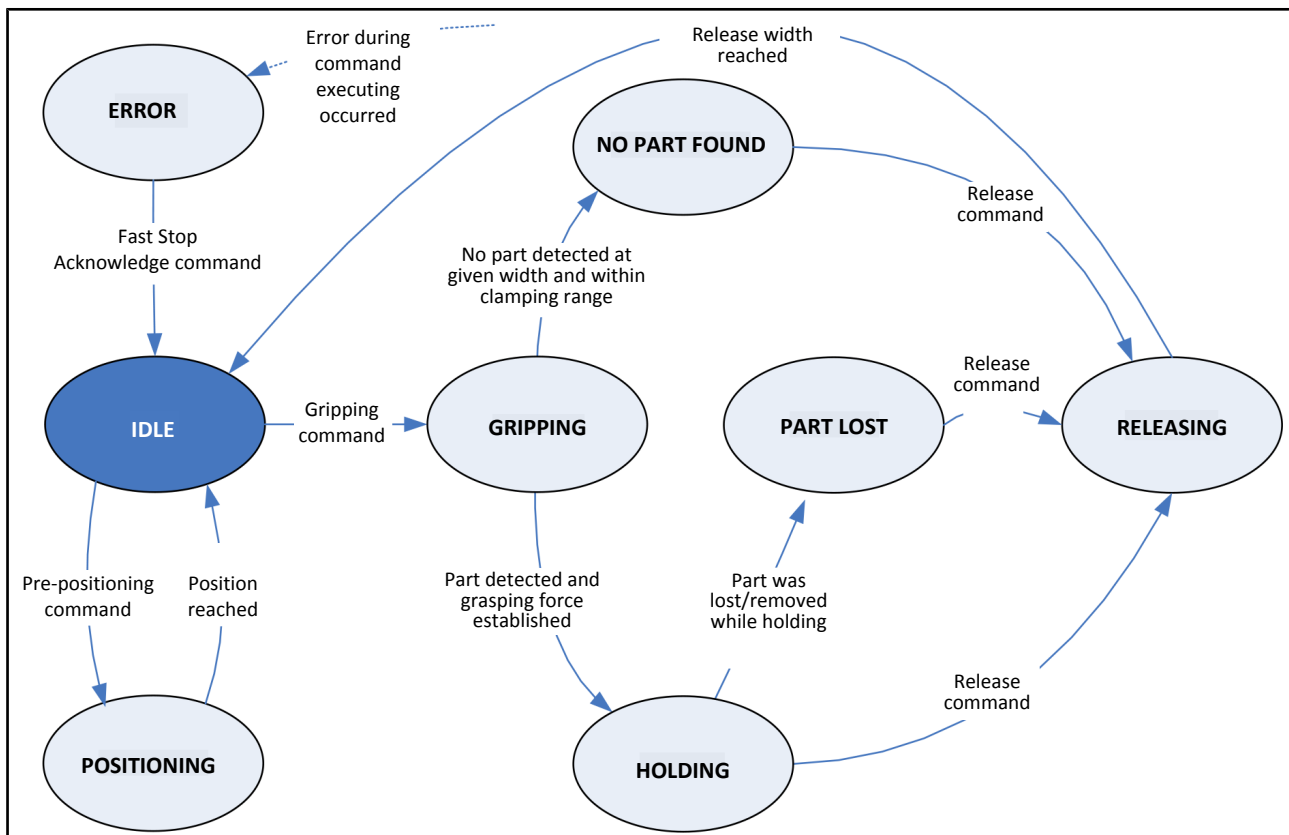 Error during
command
executing
occurred
Release width
reached
ERROR
NO PART FOUND
Release
command
Fast Stop
Acknowledge command
No part detected at
given width and within
clamping range
IDLE
Gripping
command
GRIPPING
PART LOST
Release
command
RELEASING
Pre-positioning
command
Position
reached
Part detected and
grasping force
established
Part was
lost/removed
while holding
Release
command
POSITIONING
HOLDING